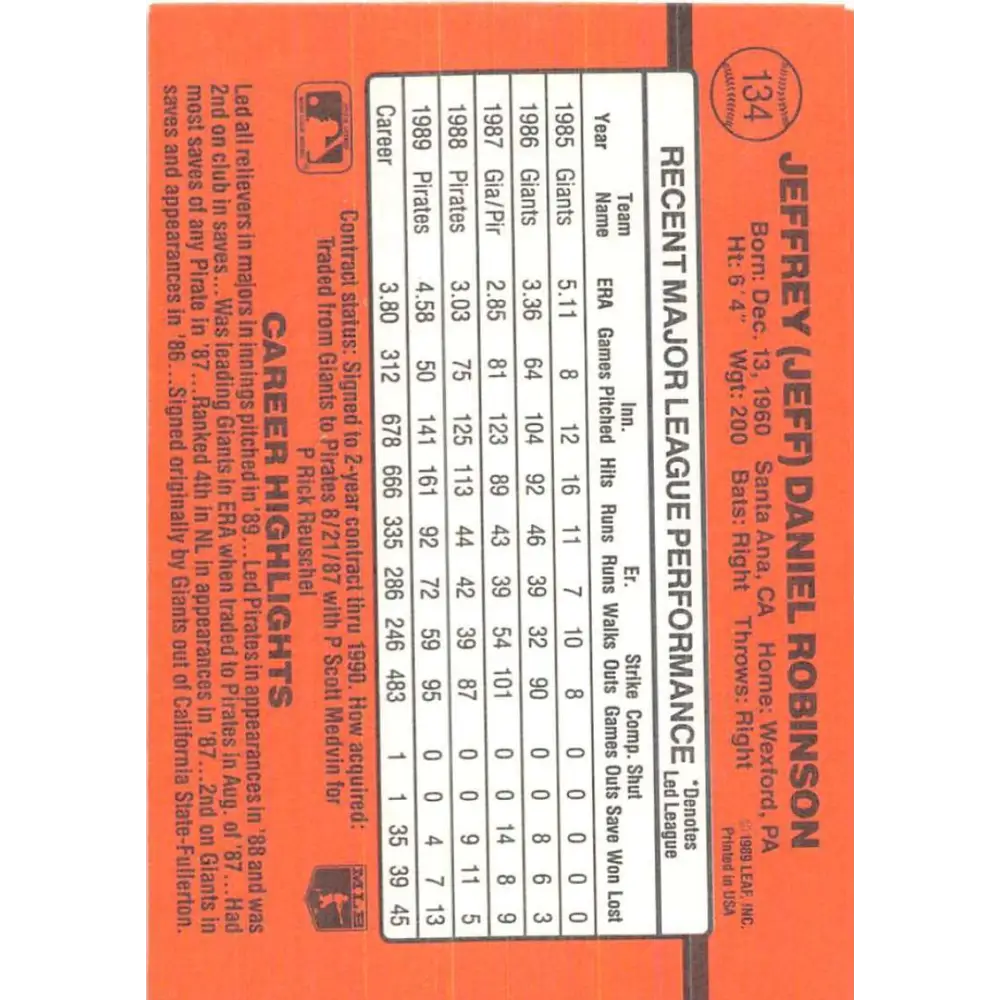 134
JEFFREY (JEFF) DANIEL ROBINSON
Born: Dec. 13, 1960 Santa Ana, CA Home: Wexford, PA
Ht: 6'4" Wgt: 200 Bats: Right Throws: Right
© 1989 LEAF, INC.
Printed in USA
RECENT MAJOR LEAGUE PERFORMANCE
*Denotes
Led League
Team Inn. Er. Strike Comp. Shut
Year Name ERA Games Pitched Hits Runs Runs Walks Outs Games Outs Save Won Lost
1985 Giants 5.11 8 12 16 11 7 10 8 0 0 0 0 0
1986 Giants 3.36 64 104 92 46 39 32 90 0 0 8 6 3
1987 Gia/Pir 2.85 81 123 89 43 39 54 101 0 0 14 8 9
1988 Pirates 3.03 75 125 113 44 42 39 87 0 0 9 11 5
1989 Pirates 4.58 50 141 161 92 72 59 95 0 0 4 7 13
Career 3.80 312 678 666 335 286 246 483 1 1 35 39 45
Contract status: Signed to 2-year contract thru 1990. How acquired:
Traded from Giants to Pirates 8/21/87 with P Scott Medvin for
P Rick Reuschel
MLB
CAREER HIGHLIGHTS
Led all relievers in majors in innings pitched in '89...Led Pirates in appearances in '88 and was
2nd on club in saves...Was leading Giants in ERA when traded to Pirates in Aug. of '87...Had
most saves of any Pirate in '87...Ranked 4th in NL in appearances in '87...2nd on Giants in
saves and appearances in '86...Signed originally by Giants out of California State-Fullerton.